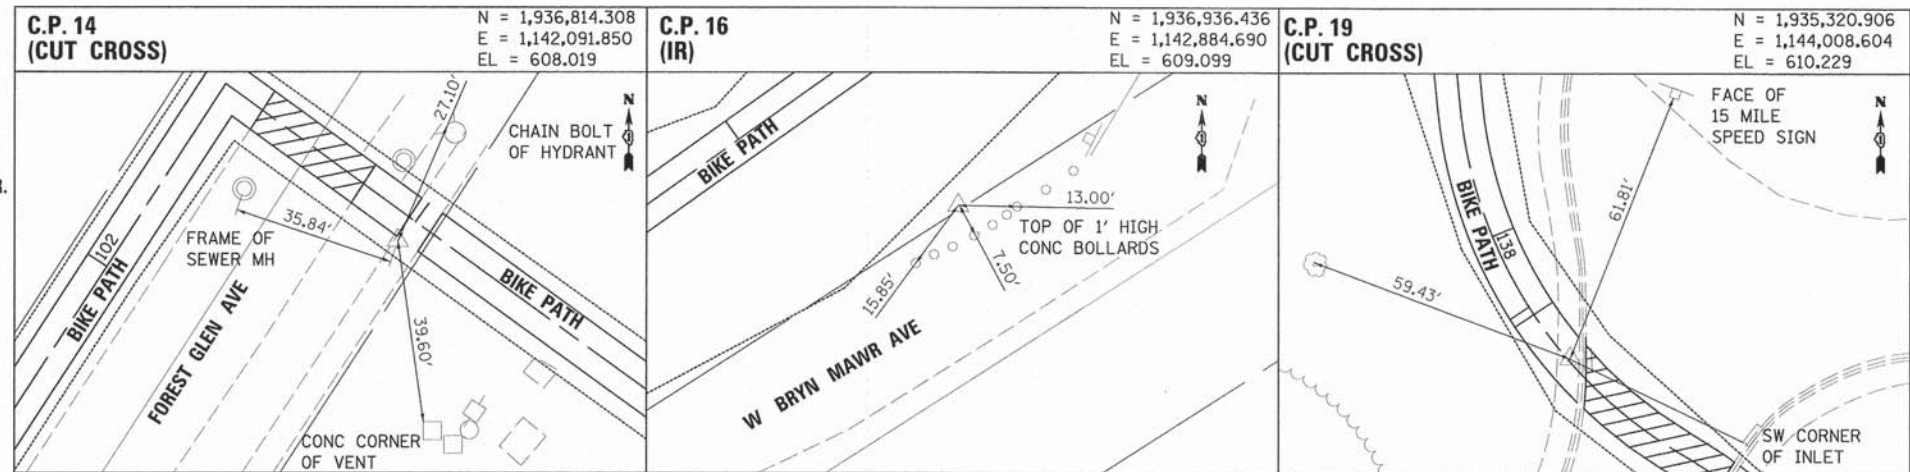 C.P. 14
(CUT CROSS)
N = 1,936,814.308
E = 1,142,091.850
EL = 608.019
27.10'
N
CHAIN BOLT
OF HYDRANT
35.84'
FRAME OF
SEWER MH
102
BIKE PATH
FOREST GLEN AVE
BIKE PATH
39.60'
CONC CORNER
OF VENT
C.P. 16
(IR)
N = 1,936,936.436
E = 1,142,884.690
EL = 609.099
N
BIKE PATH
13.00'
TOP OF 1' HIGH
CONC BOLLARDS
7.50'
15.85'
W BRYN MAWR AVE
C.P. 19
(CUT CROSS)
N = 1,935,320.906
E = 1,144,008.604
EL = 610.229
FACE OF
15 MILE
SPEED SIGN
N
61.81'
BIKE PATH
138
59.43'
SW CORNER
OF INLET